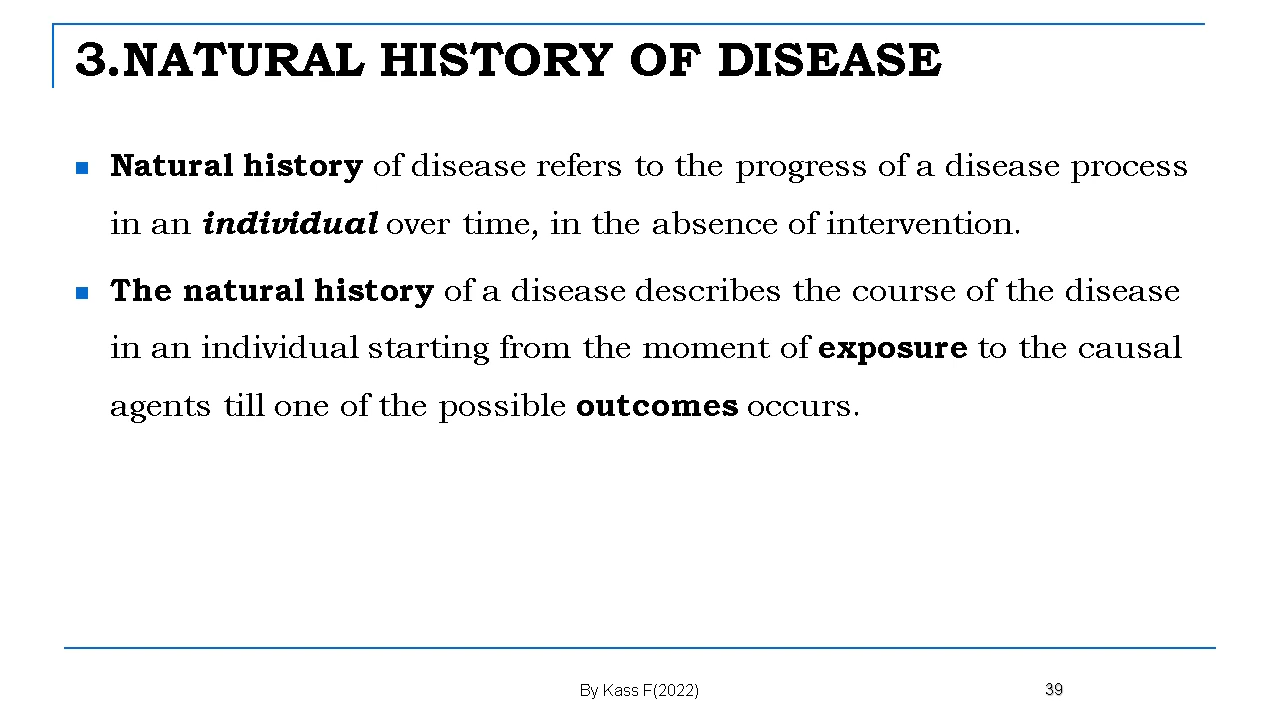 3.NATURAL HISTORY OF DISEASE
Natural history of disease refers to the progress of a disease process
in an individual over time, in the absence of intervention.
The natural history of a disease describes the course of the disease
in an individual starting from the moment of exposure to the causal
agents till one of the possible outcomes occurs.
By Kass F(2022)
39